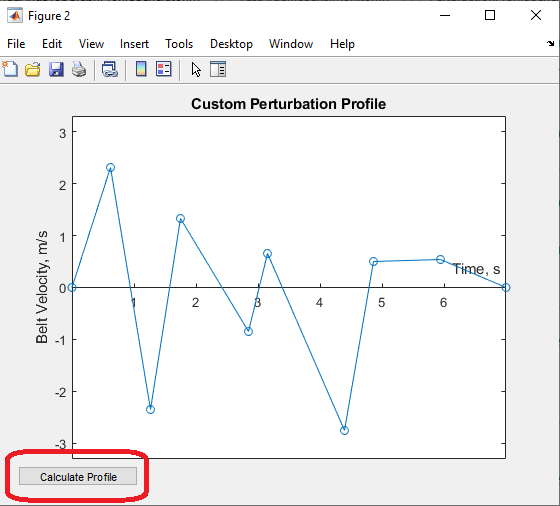 Figure 2
File Edit View Insert Tools Desktop Window Help
Custom Perturbation Profile
3
2
1
0
-1
-2
-3
Belt Velocity, m/s
1 2 3 4 5 6
Time, s
Calculate Profile